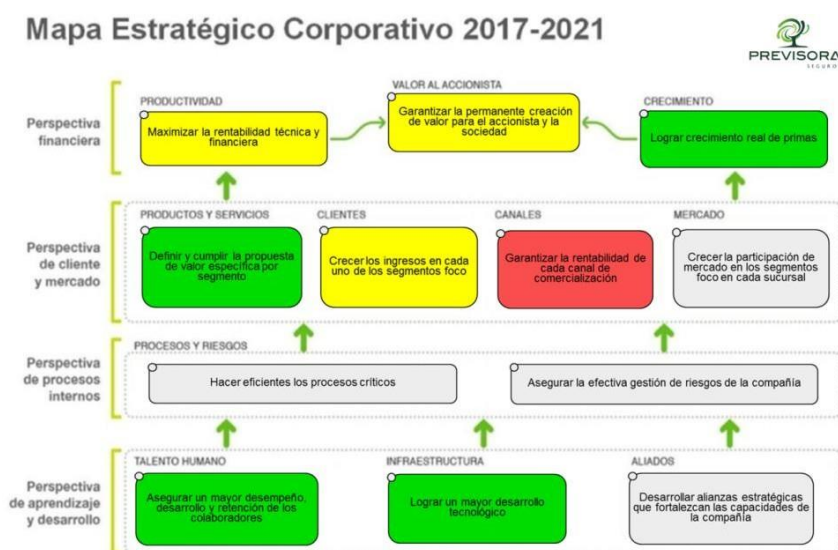 Mapa Estratégico Corporativo 2017-2021
PREVISORA
SEGUROS
Perspectiva
financiera
PRODUCTIVIDAD
Maximizar la rentabilidad técnica y
financiera
VALOR AL ACCIONISTA
Garantizar la permanente creación
de valor para el accionista y la
sociedad
CRECIMIENTO
Lograr crecimiento real de primas
Perspectiva
de cliente
y mercado
PRODUCTOS Y SERVICIOS
Definir y cumplir la propuesta
de valor específica por
segmento
CLIENTES
Crecer los ingresos en cada
uno de los segmentos foco
CANALES
Garantizar la rentabilidad de
cada canal de
comercialización
MERCADO
Crecer la participación de
mercado en los segmentos
foco en cada sucursal
Perspectiva
de procesos
internos
PROCESOS Y RIESGOS
Hacer eficientes los procesos críticos
Asegurar la efectiva gestión de riesgos de la compañía
Perspectiva
de aprendizaje
y desarrollo
TALENTO HUMANO
Asegurar un mayor desempeño,
desarrollo y retención de los
colaboradores
INFRAESTRUCTURA
Lograr un mayor desarrollo
tecnológico
ALIADOS
Desarrollar alianzas estratégicas
que fortalezcan las capacidades de
la compañía